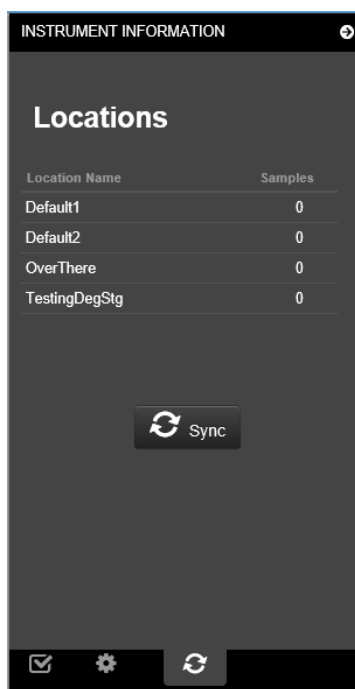 INSTRUMENT INFORMATION
Locations
Location Name Samples
Default1 0
Default2 0
OverThere 0
TestingDegStg 0
Sync